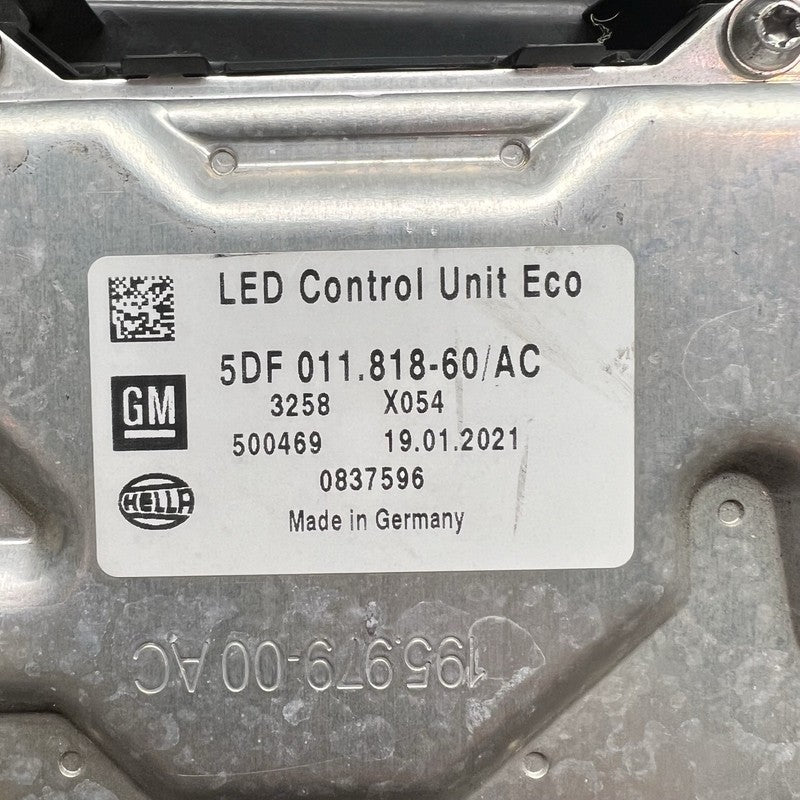 LED Control Unit Eco
5DF 011.818-60/AC
GM
3258 X054
500469 19.01.2021
HELLA
0837596
Made in Germany
195.979-00 AC